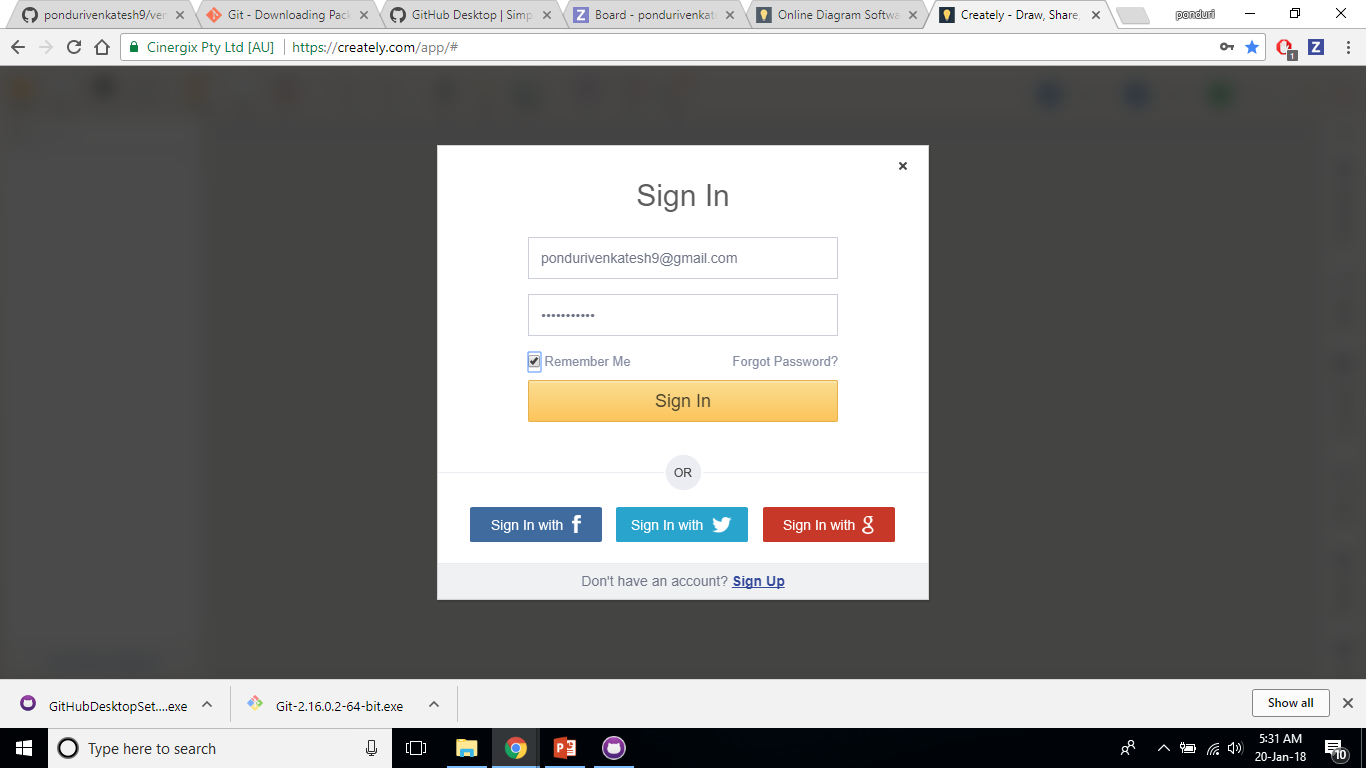 pondurivenkatesh9/ver
Git - Downloading Pack
GitHub Desktop | Simp
Board - pondurivenkate
Online Diagram Softwa
Creately - Draw, Share,
ponduri
Cinergix Pty Ltd [AU]
https://creately.com/app/#
1
Z
Sign In
pondurivenkatesh9@gmail.com
•••••••••••
Remember Me
Forgot Password?
Sign In
OR
Sign In with f
Sign In with
Sign In with g
Don't have an account? Sign Up
GitHubDesktopSet....exe
Git-2.16.0.2-64-bit.exe
Show all
Type here to search
5:31 AM
20-Jan-18
10